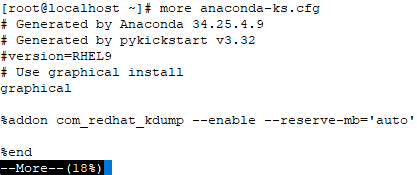 [root@localhost ~]# more anaconda-ks.cfg
# Generated by Anaconda 34.25.4.9
# Generated by pykickstart v3.32
#version=RHEL9
# Use graphical install
graphical
%addon com_redhat_kdump --enable --reserve-mb='auto'
%end
--More--(18%)